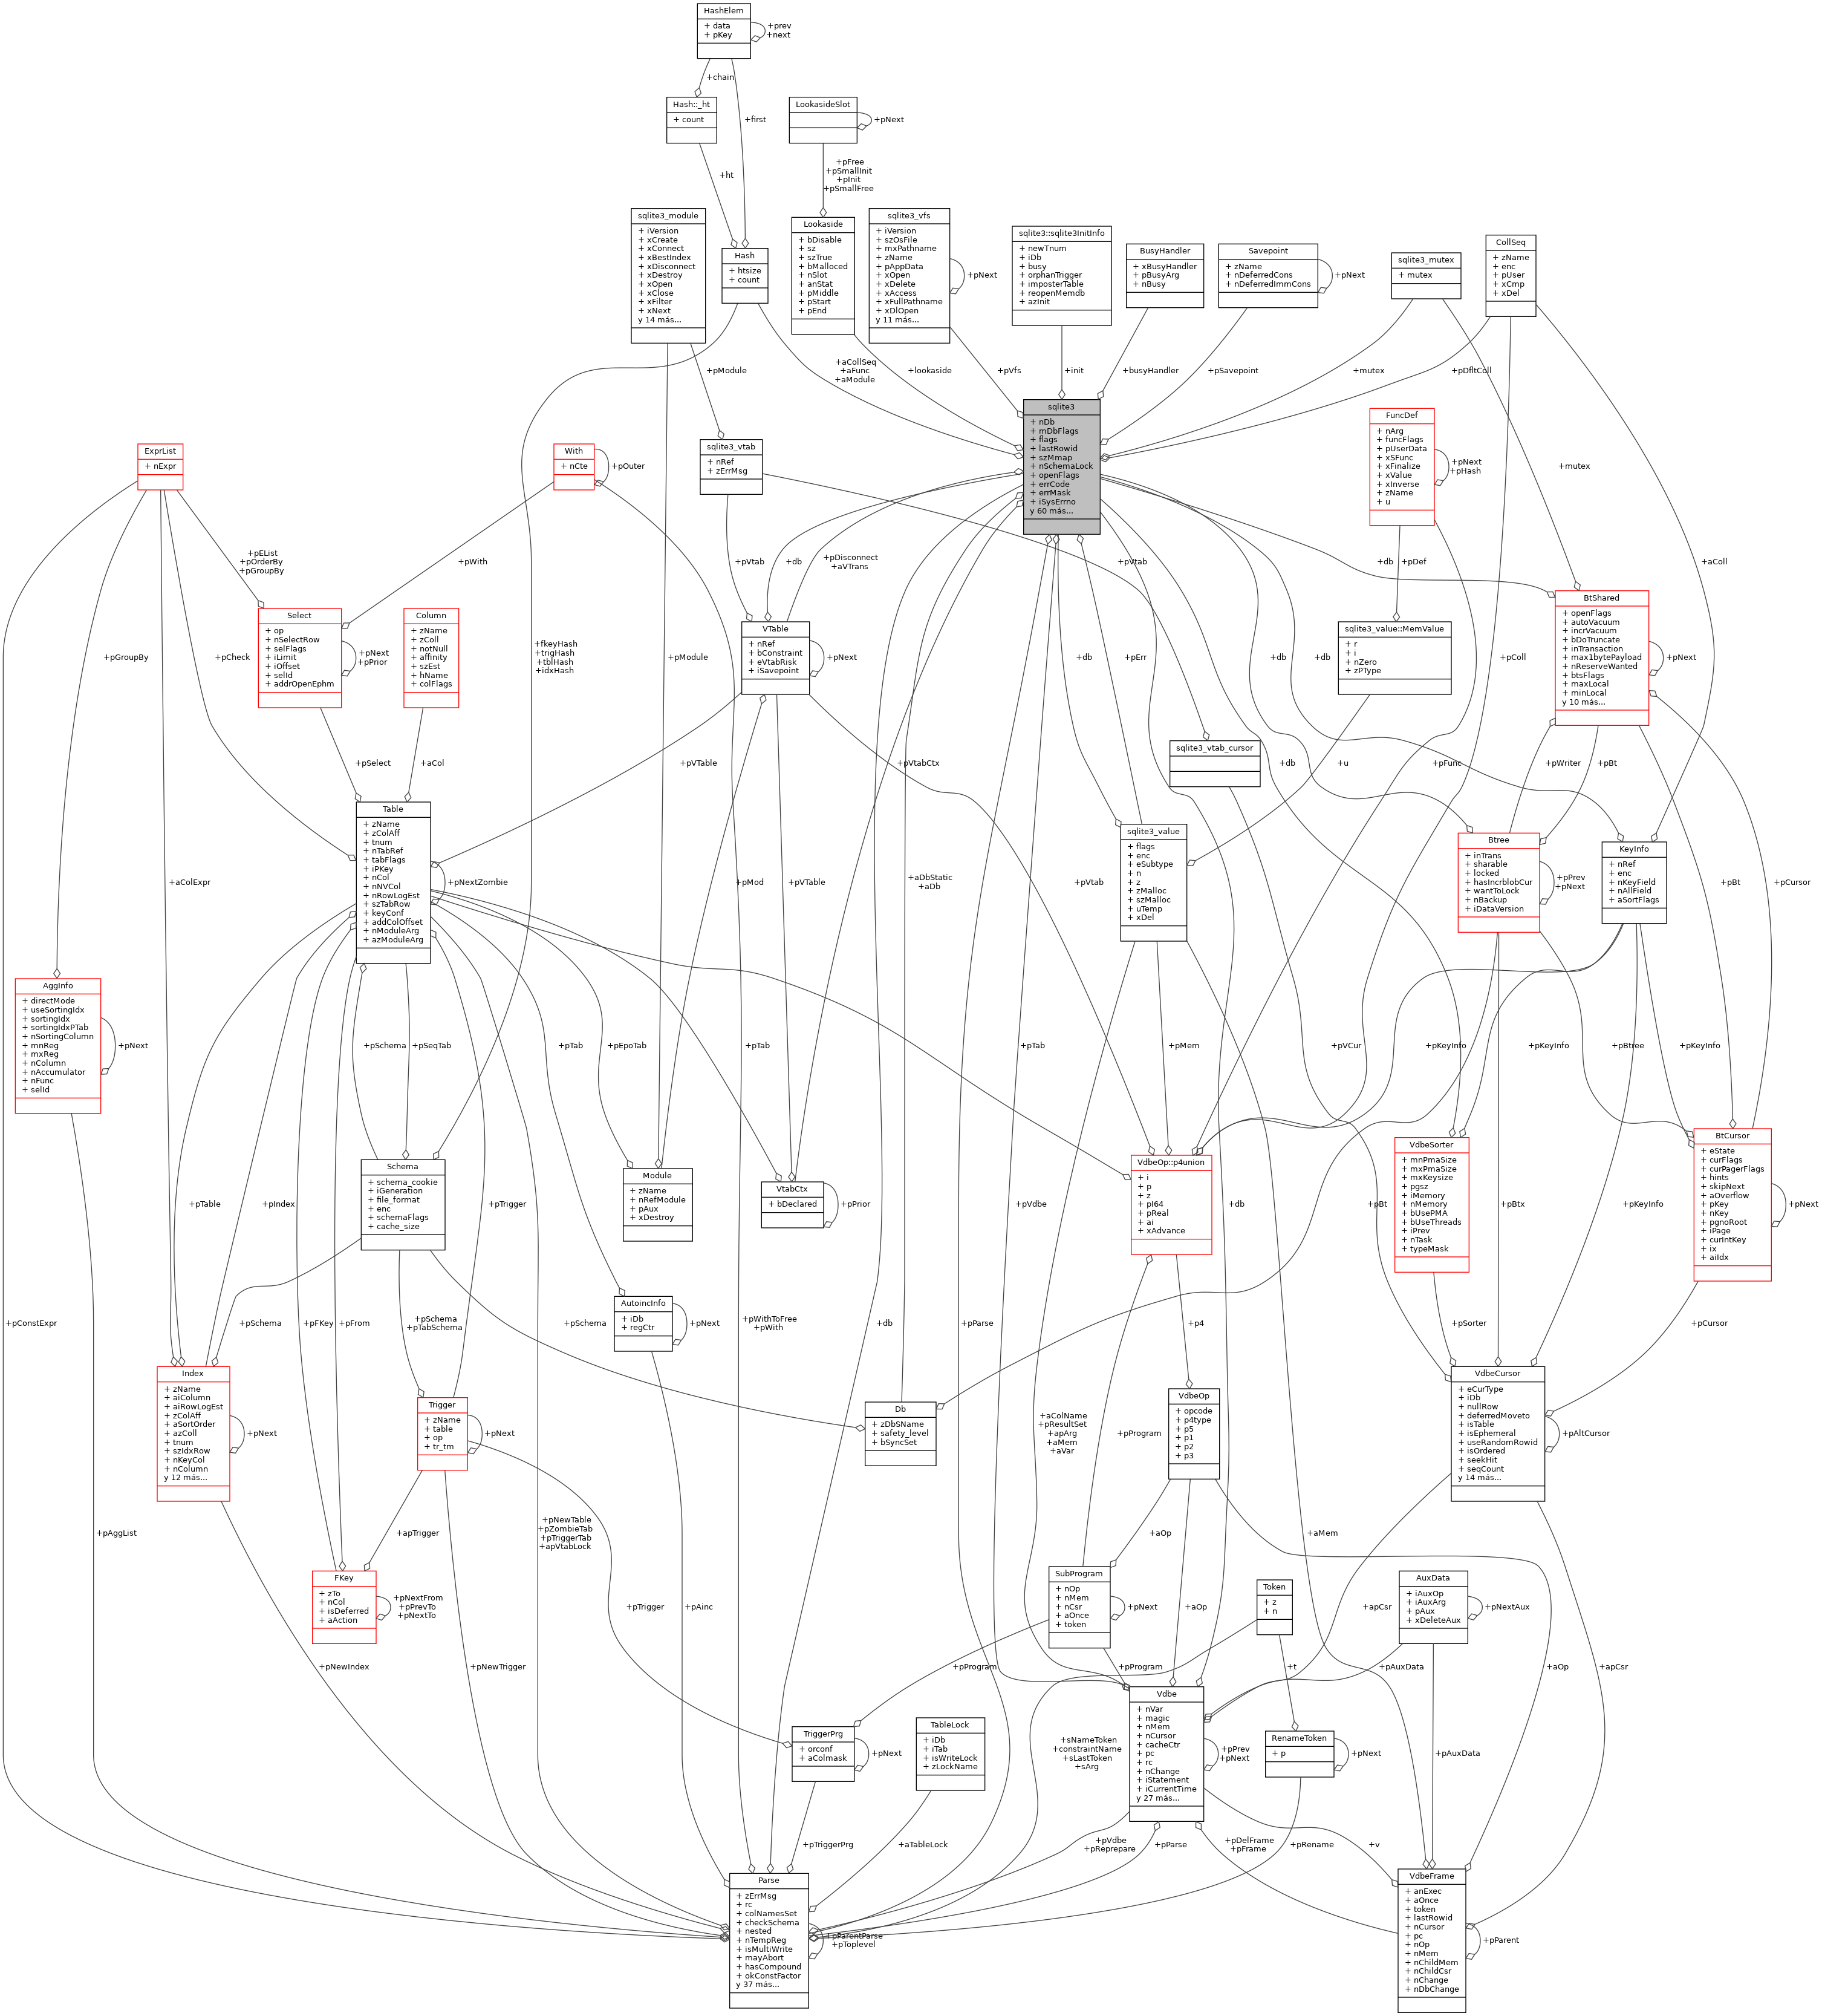 HashElem
+ data
+ pKey
+prev
+next
+chain
Hash::_ht
+ count
+first
LookasideSlot
+pNext
+ht
+pFree
+pSmallInit
+pInit
+pSmallFree
sqlite3_module
+ iVersion
+ xCreate
+ xConnect
+ xBestIndex
+ xDisconnect
+ xDestroy
+ xOpen
+ xClose
+ xFilter
+ xNext
y 14 más...
Hash
+ htsize
+ count
Lookaside
+ bDisable
+ sz
+ szTrue
+ bMalloced
+ nSlot
+ anStat
+ pMiddle
+ pStart
+ pEnd
sqlite3_vfs
+ iVersion
+ szOsFile
+ mxPathname
+ zName
+ pAppData
+ xOpen
+ xDelete
+ xAccess
+ xFullPathname
+ xDlOpen
y 11 más...
+pNext
sqlite3::sqlite3InitInfo
+ newTnum
+ iDb
+ busy
+ orphanTrigger
+ imposterTable
+ reopenMemdb
+ azInit
BusyHandler
+ xBusyHandler
+ pBusyArg
+ nBusy
Savepoint
+ zName
+ nDeferredCons
+ nDeferredImmCons
+pNext
sqlite3_mutex
+ mutex
CollSeq
+ zName
+ enc
+ pUser
+ xCmp
+ xDel
+pModule
+aCollSeq
+aFunc
+aModule
+lookaside
+pVfs
+init
+busyHandler
+pSavepoint
+mutex
+pDfltColl
sqlite3
+ nDb
+ mDbFlags
+ flags
+ lastRowid
+ szMmap
+ nSchemaLock
+ openFlags
+ errCode
+ errMask
+ iSysErrno
y 60 más...
FuncDef
+ nArg
+ funcFlags
+ pUserData
+ xSFunc
+ xFinalize
+ xValue
+ xInverse
+ zName
+ u
+pNext
+pHash
+mutex
ExprList
+ nExpr
With
+ nCte
+pOuter
sqlite3_vtab
+ nRef
+ zErrMsg
+pEList
+pOrderBy
+pGroupBy
+pWith
+pVtab
+db
+pDisconnect
+aVTrans
+pVtab
+db
+pDef
+aColl
Select
+ op
+ nSelectRow
+ selFlags
+ iLimit
+ iOffset
+ selId
+ addrOpenEphm
+pNext
+pPrior
Column
+ zName
+ zColl
+ notNull
+ affinity
+ szEst
+ hName
+ colFlags
+fkeyHash
+trigHash
+tblHash
+idxHash
+pModule
VTable
+ nRef
+ bConstraint
+ eVtabRisk
+ iSavepoint
+pNext
+db
+pErr
+db
+db
sqlite3_value::MemValue
+ r
+ i
+ nZero
+ zPType
+pColl
BtShared
+ openFlags
+ autoVacuum
+ incrVacuum
+ bDoTruncate
+ inTransaction
+ max1bytePayload
+ nReserveWanted
+ btsFlags
+ maxLocal
+ minLocal
y 10 más...
+pNext
+pGroupBy
+pCheck
+pSelect
+aCol
+pVTable
+pVtabCtx
sqlite3_vtab_cursor
+db
+u
+pFunc
+pWriter
+pBt
Table
+ zName
+ zColAff
+ tnum
+ nTabRef
+ tabFlags
+ iPKey
+ nCol
+ nNVCol
+ nRowLogEst
+ szTabRow
+ keyConf
+ addColOffset
+ nModuleArg
+ azModuleArg
+pNextZombie
+aColExpr
+pMod
+pVTable
+aDbStatic
+aDb
+pVtab
sqlite3_value
+ flags
+ enc
+ eSubtype
+ n
+ z
+ zMalloc
+ szMalloc
+ uTemp
+ xDel
Btree
+ inTrans
+ sharable
+ locked
+ hasIncrblobCur
+ wantToLock
+ nBackup
+ iDataVersion
+pPrev
+pNext
KeyInfo
+ nRef
+ enc
+ nKeyField
+ nAllField
+ aSortFlags
+pBt
+pCursor
AggInfo
+ directMode
+ useSortingIdx
+ sortingIdx
+ sortingIdxPTab
+ nSortingColumn
+ mnReg
+ mxReg
+ nColumn
+ nAccumulator
+ nFunc
+ selId
+pNext
+pSchema
+pSeqTab
+pTab
+pEpoTab
+pTab
+pTab
+pMem
+pVCur
+pKeyInfo
+pKeyInfo
+pBtree
+pKeyInfo
Schema
+ schema_cookie
+ iGeneration
+ file_format
+ enc
+ schemaFlags
+ cache_size
Module
+ zName
+ nRefModule
+ pAux
+ xDestroy
VtabCtx
+ bDeclared
+pPrior
VdbeOp::p4union
+ i
+ p
+ z
+ pI64
+ pReal
+ ai
+ xAdvance
VdbeSorter
+ mnPmaSize
+ mxPmaSize
+ mxKeysize
+ pgsz
+ iMemory
+ nMemory
+ bUsePMA
+ bUseThreads
+ iPrev
+ nTask
+ typeMask
BtCursor
+ eState
+ curFlags
+ curPagerFlags
+ hints
+ skipNext
+ aOverflow
+ pKey
+ nKey
+ pgnoRoot
+ iPage
+ curIntKey
+ ix
+ aiIdx
+pNext
+pTable
+pIndex
+pTrigger
+pVdbe
+db
+pBt
+pBtx
+pKeyInfo
+pConstExpr
+pSchema
+pFKey
+pFrom
+pSchema
+pTabSchema
+pSchema
AutoincInfo
+ iDb
+ regCtr
+pNext
+pWithToFree
+pWith
+db
+pParse
+p4
+pSorter
+pCursor
Index
+ zName
+ aiColumn
+ aiRowLogEst
+ zColAff
+ aSortOrder
+ azColl
+ tnum
+ szIdxRow
+ nKeyCol
+ nColumn
y 12 más...
+pNext
Trigger
+ zName
+ table
+ op
+ tr_tm
+pNext
Db
+ zDbSName
+ safety_level
+ bSyncSet
+aColName
+pResultSet
+apArg
+aMem
+aVar
+pProgram
VdbeOp
+ opcode
+ p4type
+ p5
+ p1
+ p2
+ p3
VdbeCursor
+ eCurType
+ iDb
+ nullRow
+ deferredMoveto
+ isTable
+ isEphemeral
+ useRandomRowid
+ isOrdered
+ seekHit
+ seqCount
y 14 más...
+pAltCursor
+pAggList
+apTrigger
+pNewTable
+pZombieTab
+pTriggerTab
+apVtabLock
+aOp
+aMem
FKey
+ zTo
+ nCol
+ isDeferred
+ aAction
+pNextFrom
+pPrevTo
+pNextTo
+pTrigger
+pAinc
SubProgram
+ nOp
+ nMem
+ nCsr
+ aOnce
+ token
+pNext
+aOp
Token
+ z
+ n
+apCsr
AuxData
+ iAuxOp
+ iAuxArg
+ pAux
+ xDeleteAux
+pNextAux
+pNewIndex
+pNewTrigger
+pProgram
+pProgram
+t
+pAuxData
+aOp
+apCsr
TriggerPrg
+ orconf
+ aColmask
+pNext
TableLock
+ iDb
+ iTab
+ isWriteLock
+ zLockName
+sNameToken
+constraintName
+sLastToken
+sArg
Vdbe
+ nVar
+ magic
+ nMem
+ nCursor
+ cacheCtr
+ pc
+ rc
+ nChange
+ iStatement
+ iCurrentTime
y 27 más...
+pPrev
+pNext
RenameToken
+ p
+pNext
+pAuxData
+pTriggerPrg
+aTableLock
+pVdbe
+pReprepare
+pParse
+pDelFrame
+pFrame
+pRename
+v
Parse
+ zErrMsg
+ rc
+ colNamesSet
+ checkSchema
+ nested
+ nTempReg
+ isMultiWrite
+ mayAbort
+ hasCompound
+ okConstFactor
y 37 más...
+pParentParse
+pToplevel
VdbeFrame
+ anExec
+ aOnce
+ token
+ lastRowid
+ nCursor
+ pc
+ nOp
+ nMem
+ nChildMem
+ nChildCsr
+ nChange
+ nDbChange
+pParent